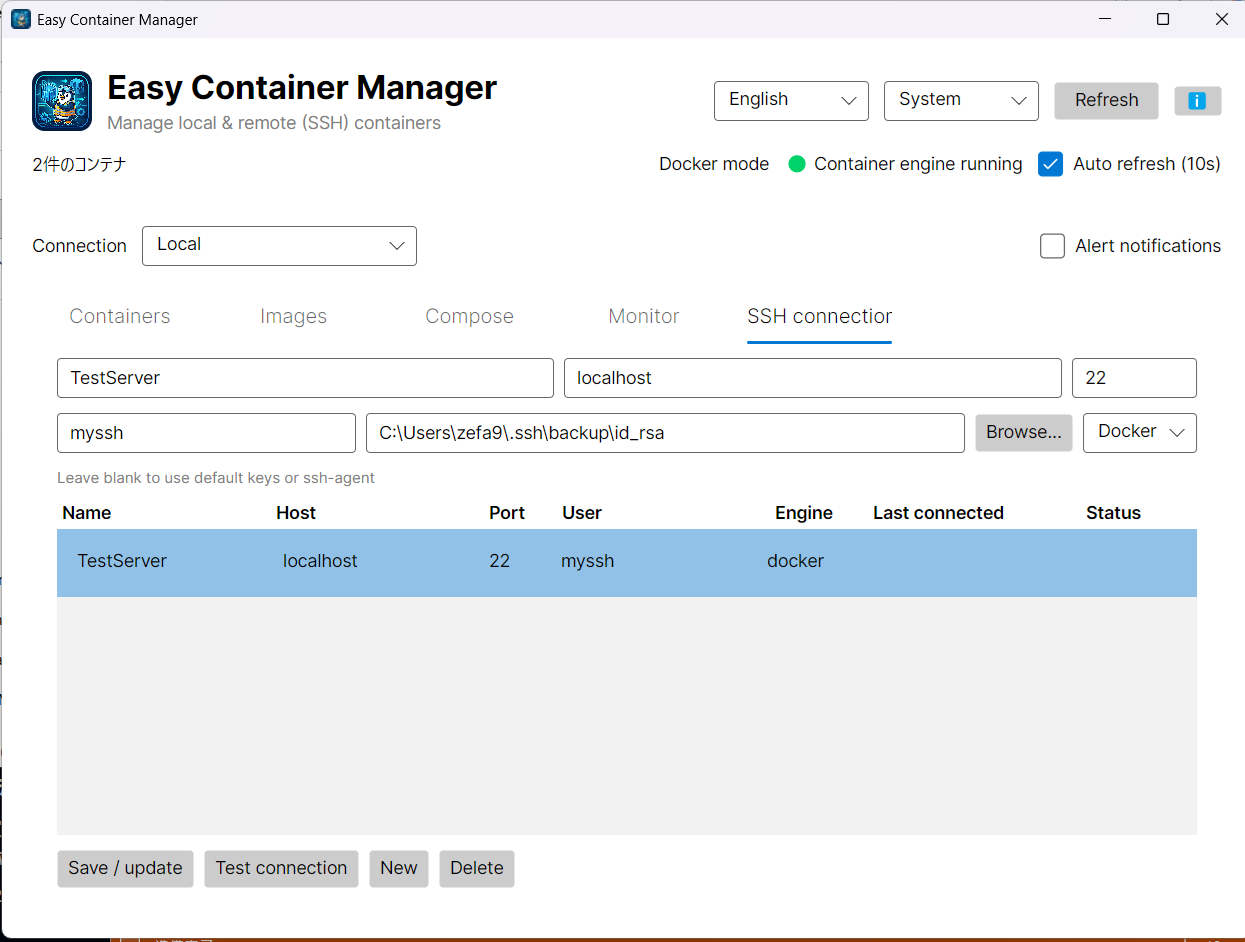 Easy Container Manager
Easy Container Manager
Manage local & remote (SSH) containers
English
System
Refresh
2件のコンテナ
Docker mode
Container engine running
Auto refresh (10s)
Connection
Local
Alert notifications
Containers
Images
Compose
Monitor
SSH connection
TestServer
localhost
22
myssh
C:\Users\zefa9\.ssh\backup\id_rsa
Browse...
Docker
Leave blank to use default keys or ssh-agent
Name Host Port User Engine Last connected Status
TestServer localhost 22 myssh docker
Save / update
Test connection
New
Delete